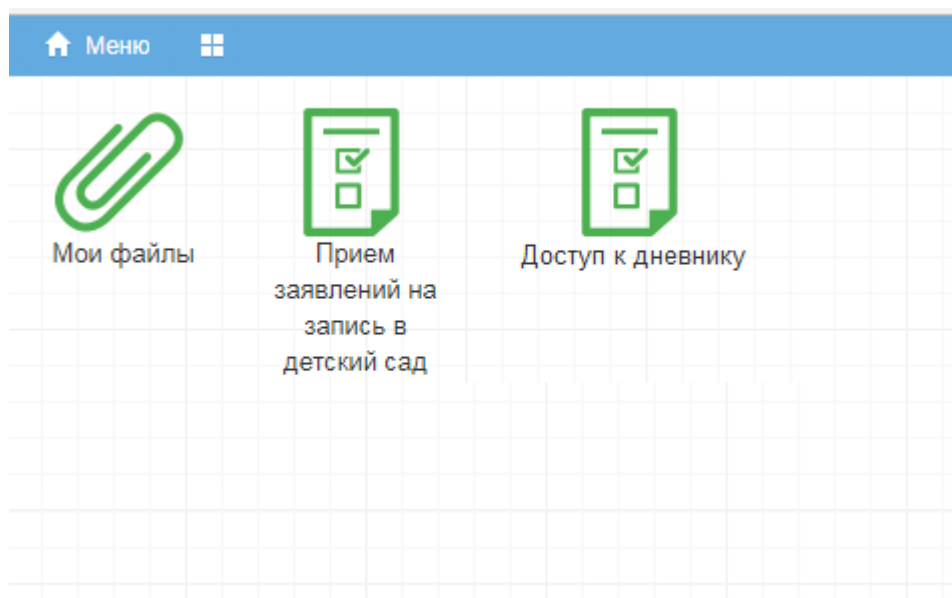 Меню
Мои файлы
Прием
заявлений на
запись в
детский сад
Доступ к дневнику